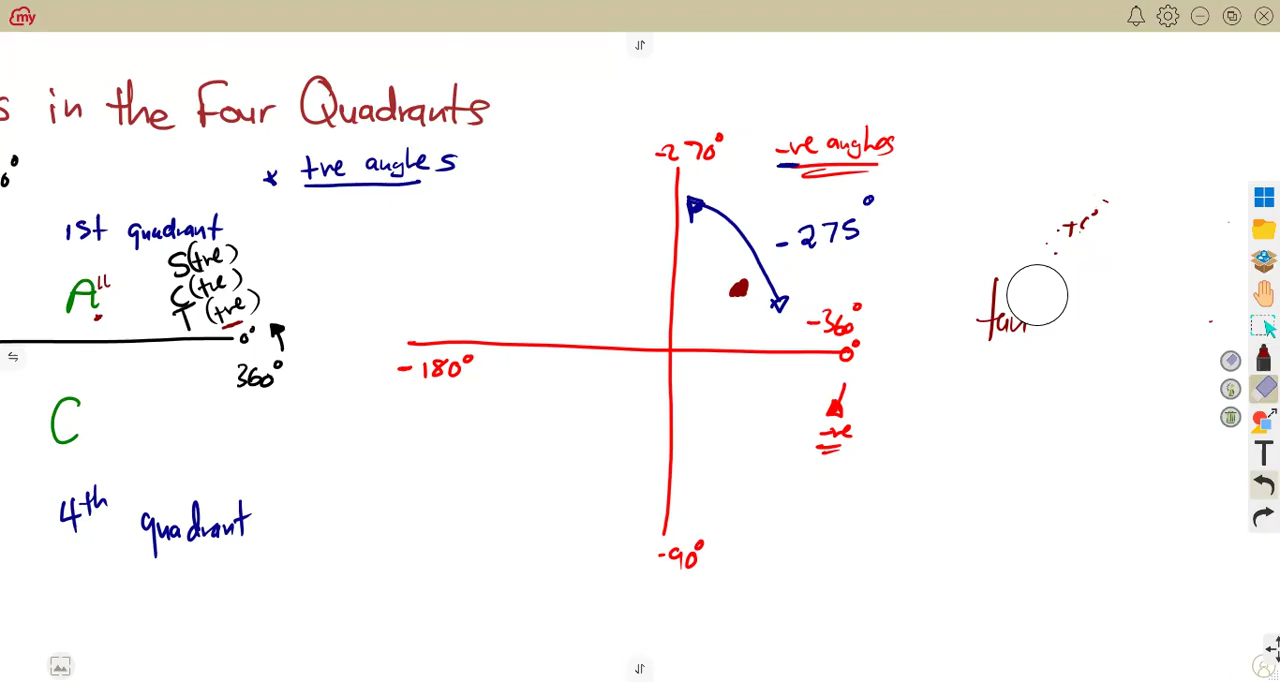 my
s in the Four Quadrants
* +ve angles
1st quadrant
S(+ve)
C(+ve)
T (+ve)
A
0°
360°
C
4th quadrant
-ve angles
-270°
-275°
-360°
0°
-180°
-ve
-90°
T